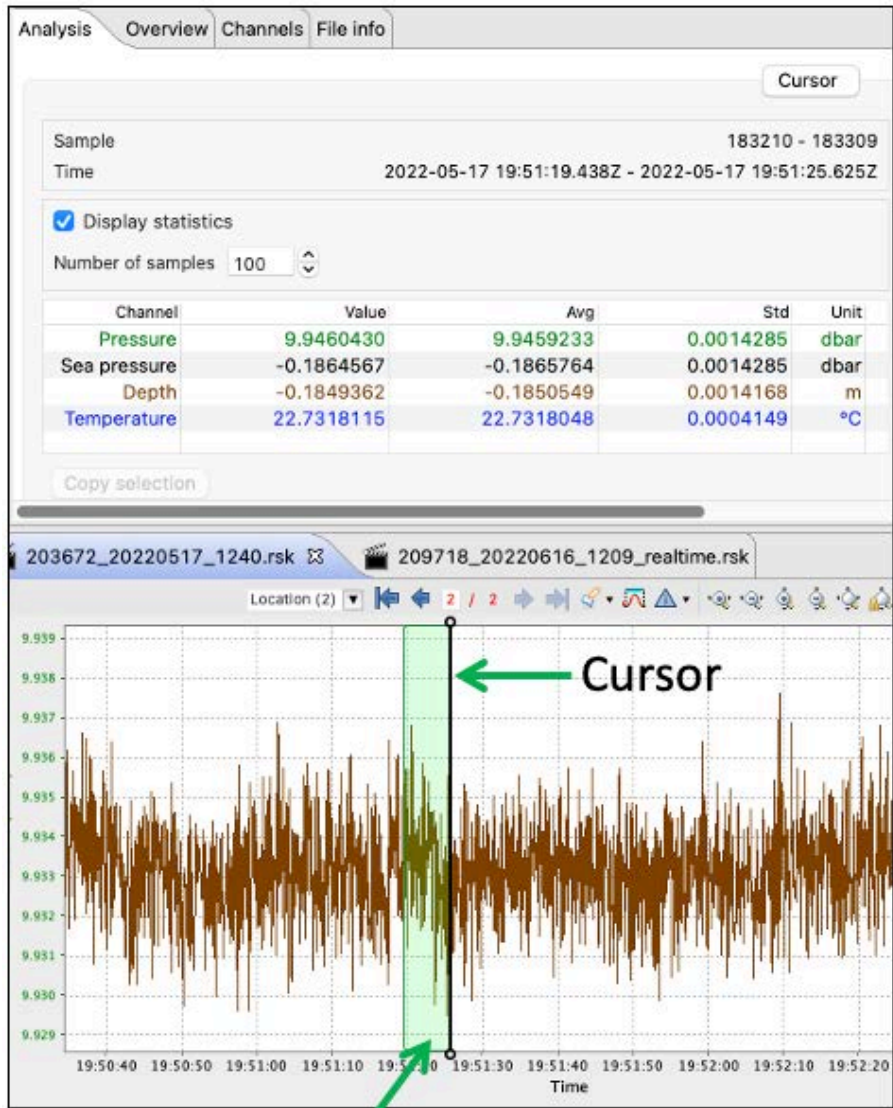 Analysis Overview Channels File info
Cursor
Sample 183210 - 183309
Time 2022-05-17 19:51:19.438Z - 2022-05-17 19:51:25.625Z
Display statistics
Number of samples 100
Channel Value Avg Std Unit
Pressure 9.9460430 9.9459233 0.0014285 dbar
Sea pressure -0.1864567 -0.1865764 0.0014285 dbar
Depth -0.1849362 -0.1850549 0.0014168 m
Temperature 22.7318115 22.7318048 0.0004149 °C
Copy selection
203672_20220517_1240.rsk 209718_20220616_1209_realtime.rsk
Location (2) 2 / 2
9.939
9.938
Cursor
9.937
9.936
9.935
9.934
9.933
9.932
9.931
9.930
9.929
19:50:40 19:50:50 19:51:00 19:51:10 19:51:30 19:51:40 19:51:50 19:52:00 19:52:10 19:52:20
Time